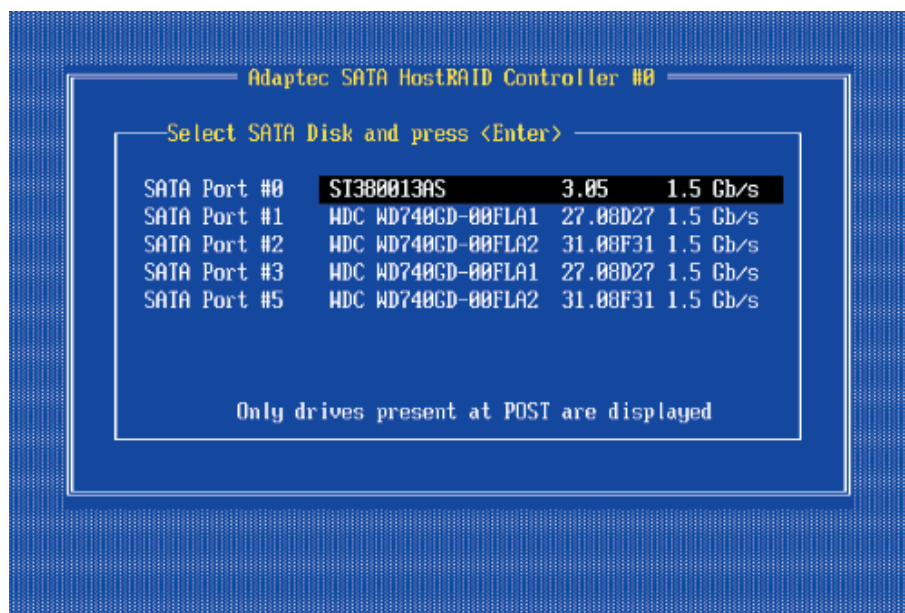 Adaptec SATA HostRAID Controller #0
Select SATA Disk and press <Enter>
SATA Port #0 ST380013AS 3.05 1.5 Gb/s
SATA Port #1 WDC WD740GD-00FLA1 27.08D27 1.5 Gb/s
SATA Port #2 WDC WD740GD-00FLA2 31.08F31 1.5 Gb/s
SATA Port #3 WDC WD740GD-00FLA1 27.08D27 1.5 Gb/s
SATA Port #5 WDC WD740GD-00FLA2 31.08F31 1.5 Gb/s
Only drives present at POST are displayed